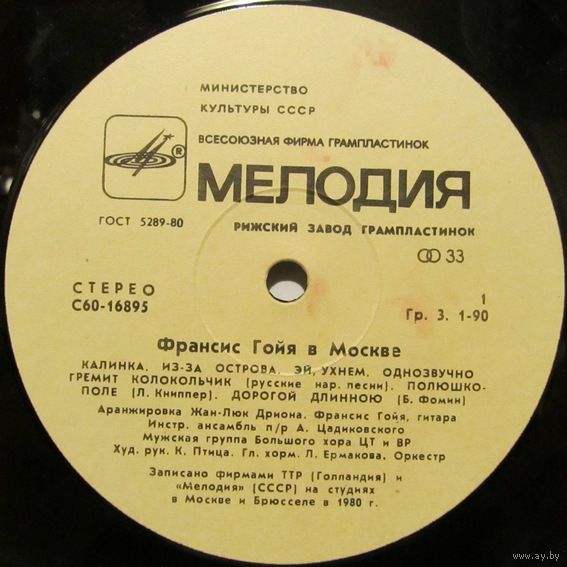 МИНИСТЕРСТВО
КУЛЬТУРЫ СССР
ВСЕСОЮЗНАЯ ФИРМА ГРАМПЛАСТИНОК
®
МЕЛОДИЯ
ГОСТ 5289-80
РИЖСКИЙ ЗАВОД ГРАМПЛАСТИНОК
33
СТЕРЕО
С60-16895
1
Гр. 3. 1-90
Франсис Гойя в Москве
КАЛИНКА. ИЗ-ЗА ОСТРОВА. ЭЙ, УХНЕМ. ОДНОЗВУЧНО
ГРЕМИТ КОЛОКОЛЬЧИК (русские нар. песни). ПОЛЮШКО-
ПОЛЕ (Л. Книппер). ДОРОГОЙ ДЛИННОЮ (Б. Фомин)
Аранжировка Жан-Люк Дриона. Франсис Гойя, гитара
Инстр. ансамбль п/р А. Цадиковского
Мужская группа Большого хора ЦТ и ВР
Худ. рук. К. Птица. Гл. хорм. Л. Ермакова. Оркестр
Записано фирмами ТТР (Голландия) и
«Мелодия» (СССР) на студиях
в Москве и Брюсселе в 1980 г.
www.ay.by